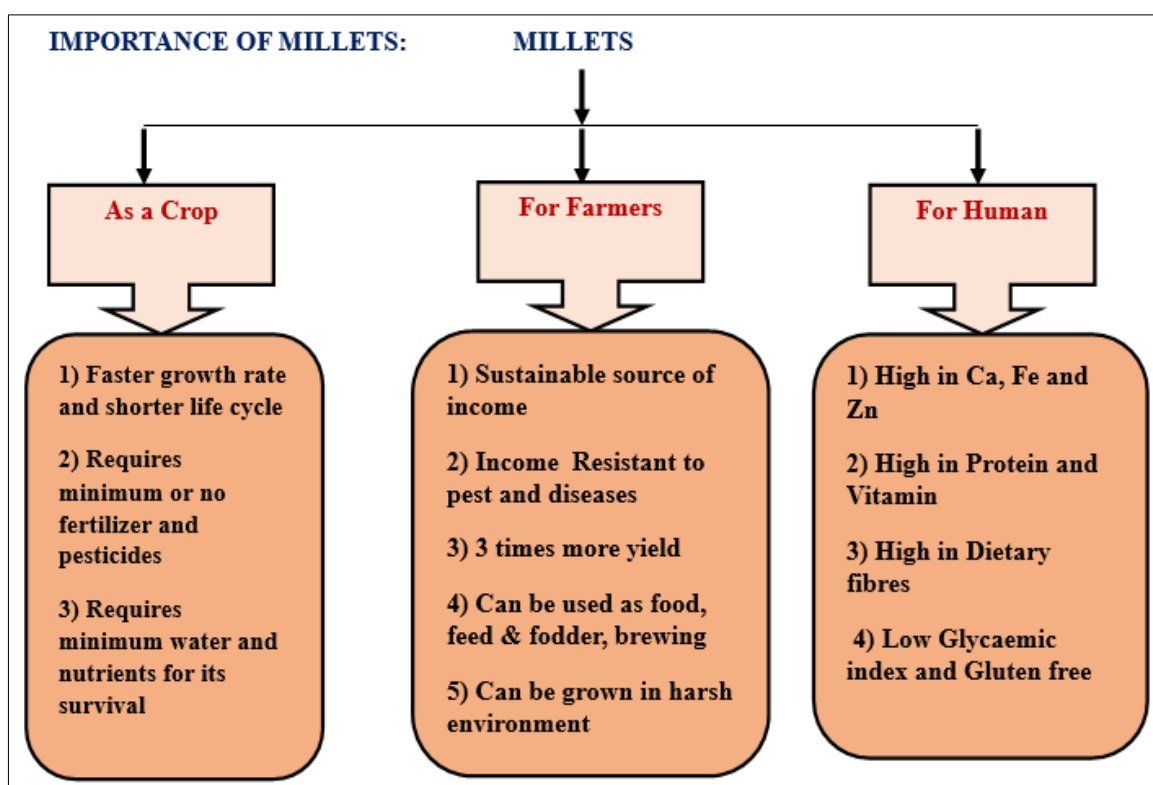 IMPORTANCE OF MILLETS: MILLETS
As a Crop
1) Faster growth rate
and shorter life cycle
2) Requires
minimum or no
fertilizer and
pesticides
3) Requires
minimum water and
nutrients for its
survival
For Farmers
1) Sustainable source of
income
2) Income Resistant to
pest and diseases
3) 3 times more yield
4) Can be used as food,
feed & fodder, brewing
5) Can be grown in harsh
environment
For Human
1) High in Ca, Fe and
Zn
2) High in Protein and
Vitamin
3) High in Dietary
fibres
4) Low Glycaemic
index and Gluten free